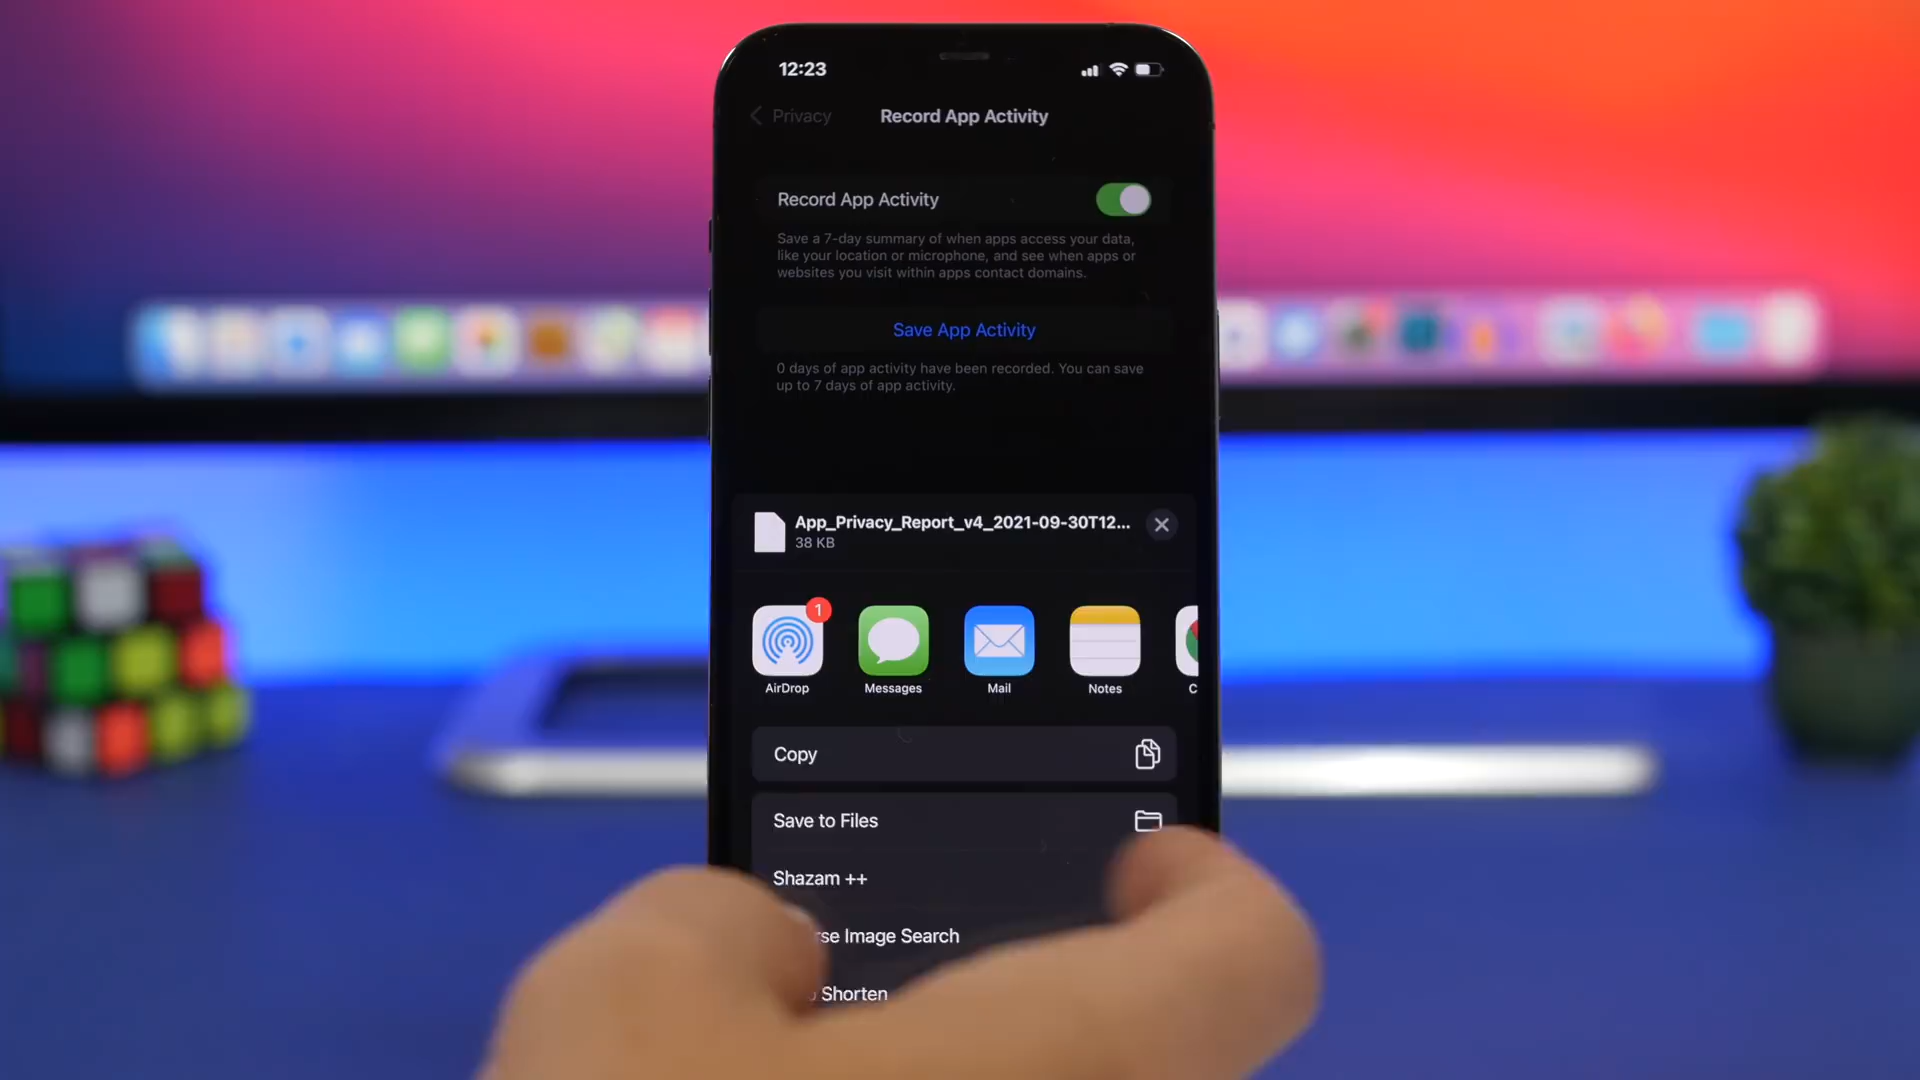 12:23
Privacy
Record App Activity
Record App Activity
Save a 7-day summary of when apps access your data,
like your location or microphone, and see when apps or
websites you visit within apps contact domains.
Save App Activity
0 days of app activity have been recorded. You can save
up to 7 days of app activity.
App_Privacy_Report_v4_2021-09-30T12...
38 KB
1
AirDrop
Messages
Mail
Notes
C
Copy
Save to Files
Shazam ++
rse Image Search
Shorten